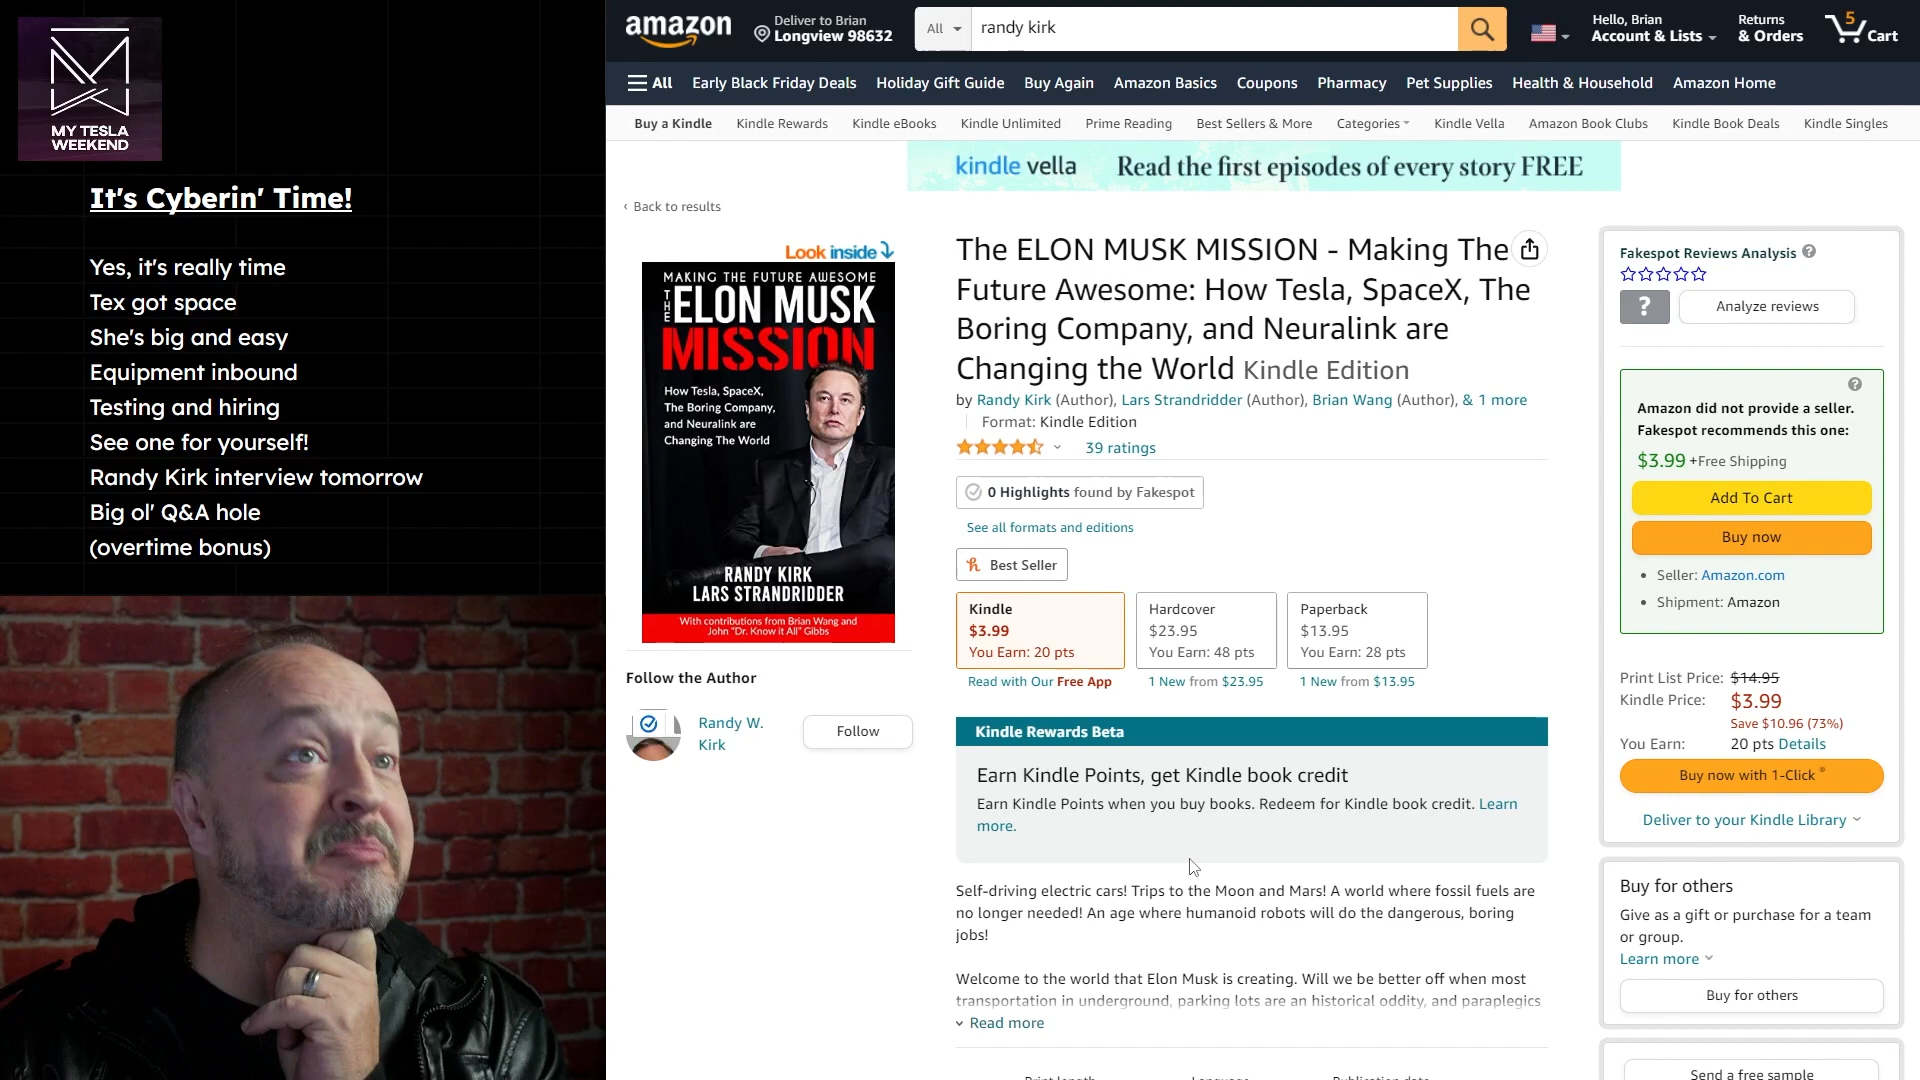 MY TESLA
WEEKEND
It's Cyberin' Time!
Yes, it's really time
Tex got space
She's big and easy
Equipment inbound
Testing and hiring
See one for yourself!
Randy Kirk interview tomorrow
Big ol' Q&A hole
(overtime bonus)
amazon
Deliver to Brian
Longview 98632
All
randy kirk
Hello, Brian
Account & Lists
Returns
& Orders
5
Cart
All Early Black Friday Deals Holiday Gift Guide Buy Again Amazon Basics Coupons Pharmacy Pet Supplies Health & Household Amazon Home
Buy a Kindle Kindle Rewards Kindle eBooks Kindle Unlimited Prime Reading Best Sellers & More Categories Kindle Vella Amazon Book Clubs Kindle Book Deals Kindle Singles
kindle vella Read the first episodes of every story FREE
‹ Back to results
Look inside
MAKING THE FUTURE AWESOME
THE
ELON MUSK
MISSION
How Tesla, SpaceX,
The Boring Company,
and Neuralink are
Changing The World
RANDY KIRK
LARS STRANDRIDDER
With contributions from Brian Wang and
John "Dr. Know it All" Gibbs
Follow the Author
Randy W.
Kirk
Follow
The ELON MUSK MISSION - Making The
Future Awesome: How Tesla, SpaceX, The
Boring Company, and Neuralink are
Changing the World Kindle Edition
by Randy Kirk (Author), Lars Strandridder (Author), Brian Wang (Author), & 1 more
Format: Kindle Edition
39 ratings
0 Highlights found by Fakespot
See all formats and editions
Best Seller
Kindle
$3.99
You Earn: 20 pts
Read with Our Free App
Hardcover
$23.95
You Earn: 48 pts
1 New from $23.95
Paperback
$13.95
You Earn: 28 pts
1 New from $13.95
Kindle Rewards Beta
Earn Kindle Points, get Kindle book credit
Earn Kindle Points when you buy books. Redeem for Kindle book credit. Learn
more.
Self-driving electric cars! Trips to the Moon and Mars! A world where fossil fuels are
no longer needed! An age where humanoid robots will do the dangerous, boring
jobs!
Welcome to the world that Elon Musk is creating. Will we be better off when most
transportation in underground, parking lots are an historical oddity, and paraplegics
Read more
Print length Language Publication date
Fakespot Reviews Analysis ?
?
Analyze reviews
?
Amazon did not provide a seller.
Fakespot recommends this one:
$3.99 +Free Shipping
Add To Cart
Buy now
• Seller: Amazon.com
• Shipment: Amazon
Print List Price: $14.95
Kindle Price: $3.99
Save $10.96 (73%)
You Earn: 20 pts Details
Buy now with 1-Click ®
Deliver to your Kindle Library
Buy for others
Give as a gift or purchase for a team
or group.
Learn more
Buy for others
Send a free sample